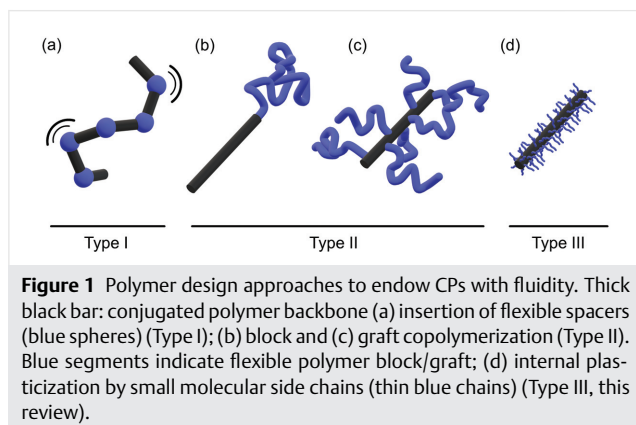 (a) (b) (c) (d)
Type I Type II Type III
Figure 1 Polymer design approaches to endow CPs with fluidity. Thick
black bar: conjugated polymer backbone (a) insertion of flexible spacers
(blue spheres) (Type I); (b) block and (c) graft copolymerization (Type II).
Blue segments indicate flexible polymer block/graft; (d) internal plas-
ticization by small molecular side chains (thin blue chains) (Type III, this
review).